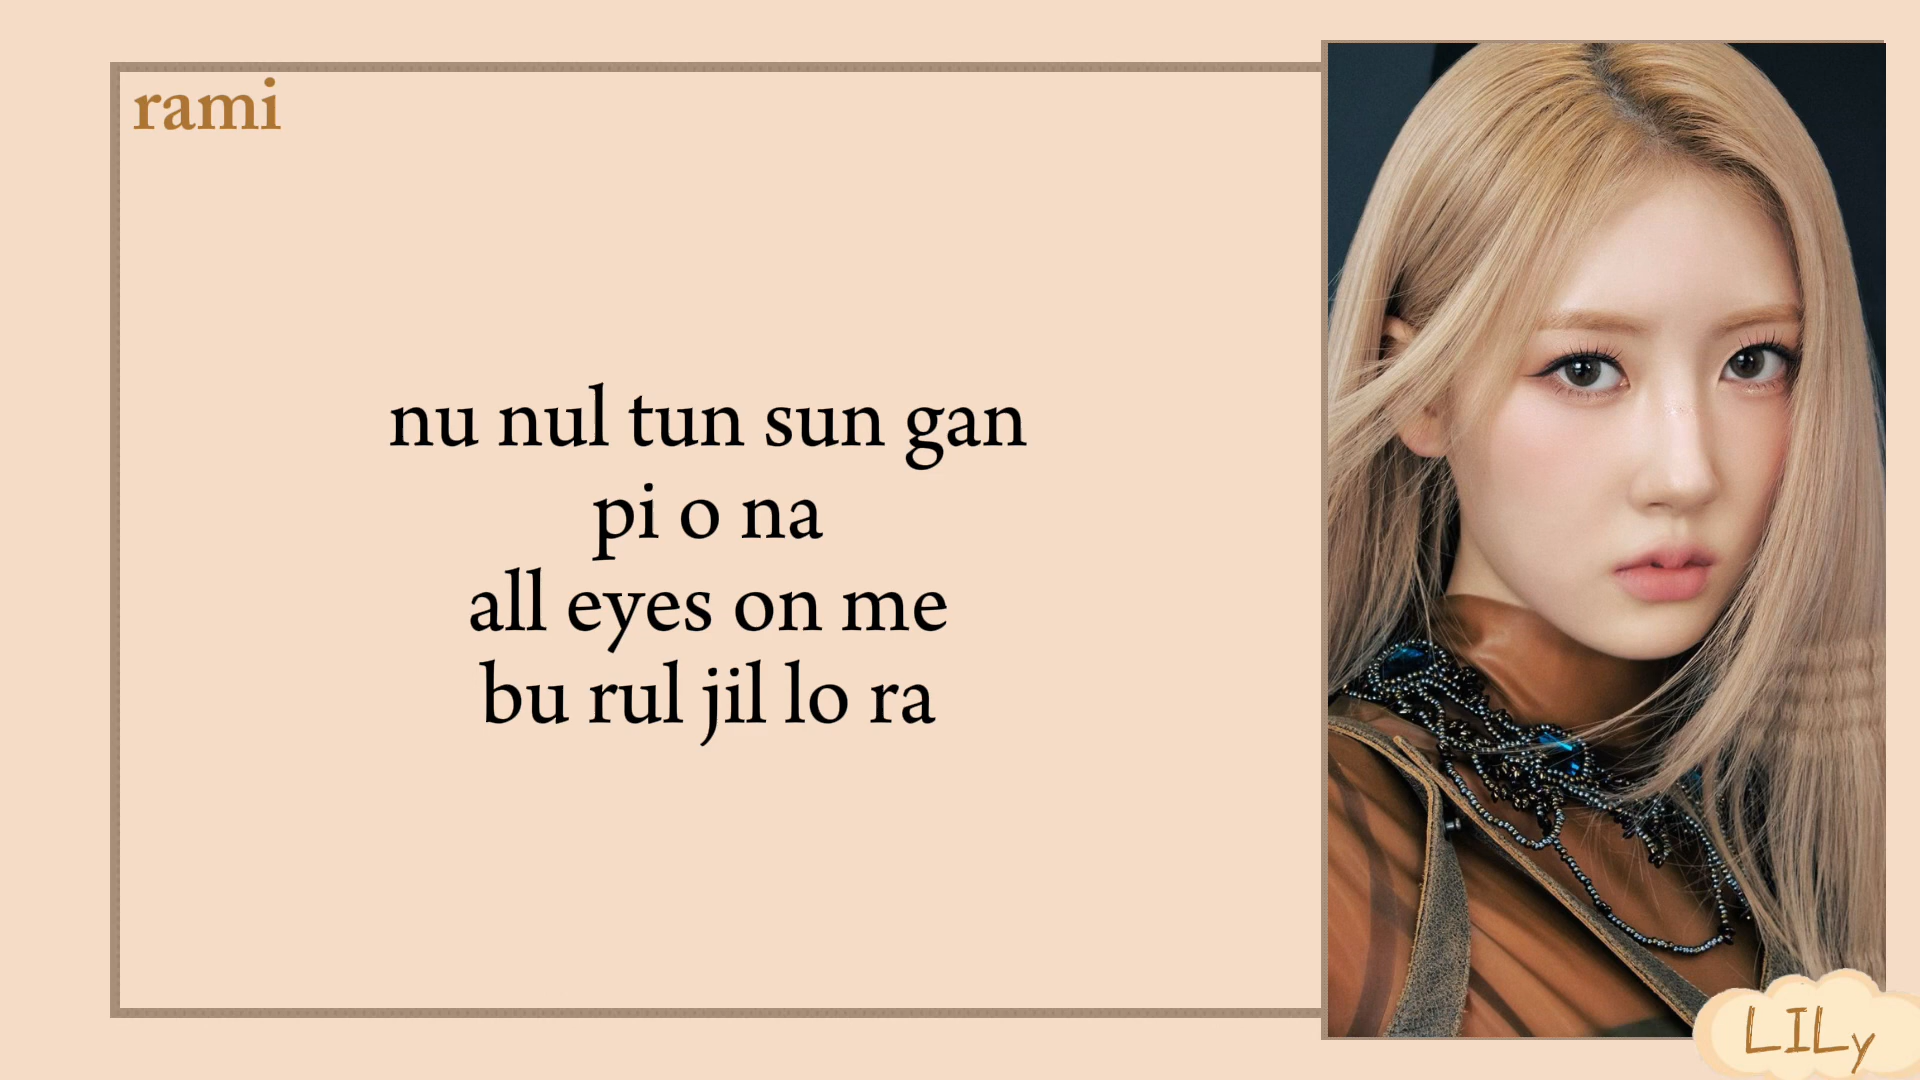 rami
nu nul tun sun gan
pi o na
all eyes on me
bu rul jil lo ra
LILy